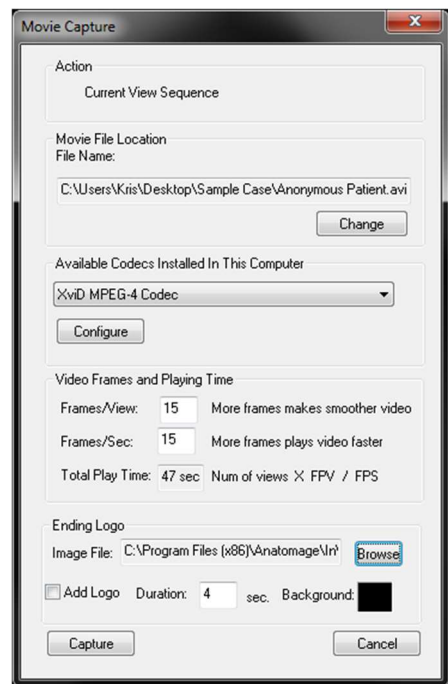 Movie Capture
Action
Current View Sequence
Movie File Location
File Name:
C:\Users\Kris\Desktop\Sample Case\Anonymous Patient.avi
Change
Available Codecs Installed In This Computer
XviD MPEG-4 Codec
Configure
Video Frames and Playing Time
Frames/View: 15 More frames makes smoother video
Frames/Sec: 15 More frames plays video faster
Total Play Time: 47 sec Num of views X FPV / FPS
Ending Logo
Image File: C:\Program Files (x86)\Anatomage\In Browse
Add Logo Duration: 4 sec. Background:
Capture Cancel